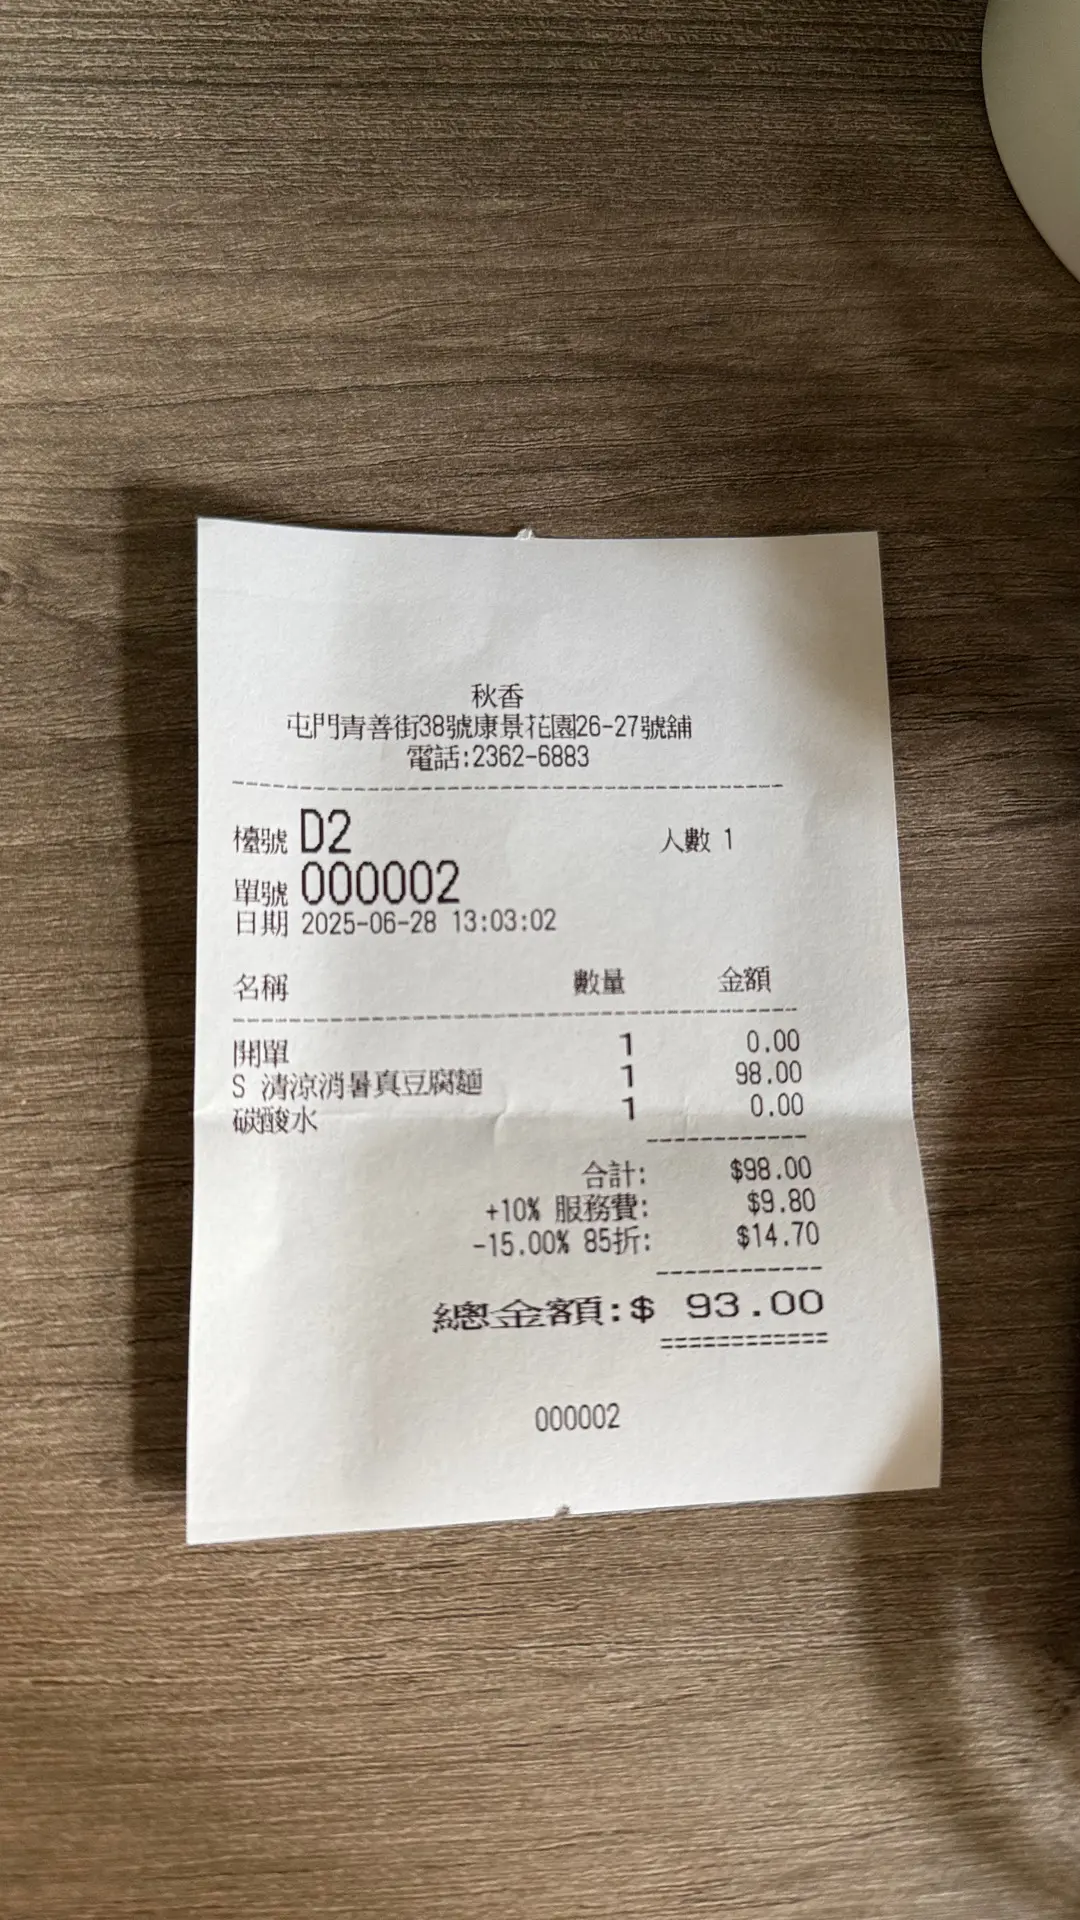 秋香
屯門青善街38號康景花園26-27號舖
電話:2362-6883
檯號 D2 人數 1
單號 000002
日期 2025-06-28 13:03:02
名稱 數量 金額
開單 1 0.00
S 清涼消暑真豆腐麵 1 98.00
碳酸水 1 0.00
合計: $98.00
+10% 服務費: $9.80
-15.00% 85折: $14.70
總金額:$ 93.00
000002